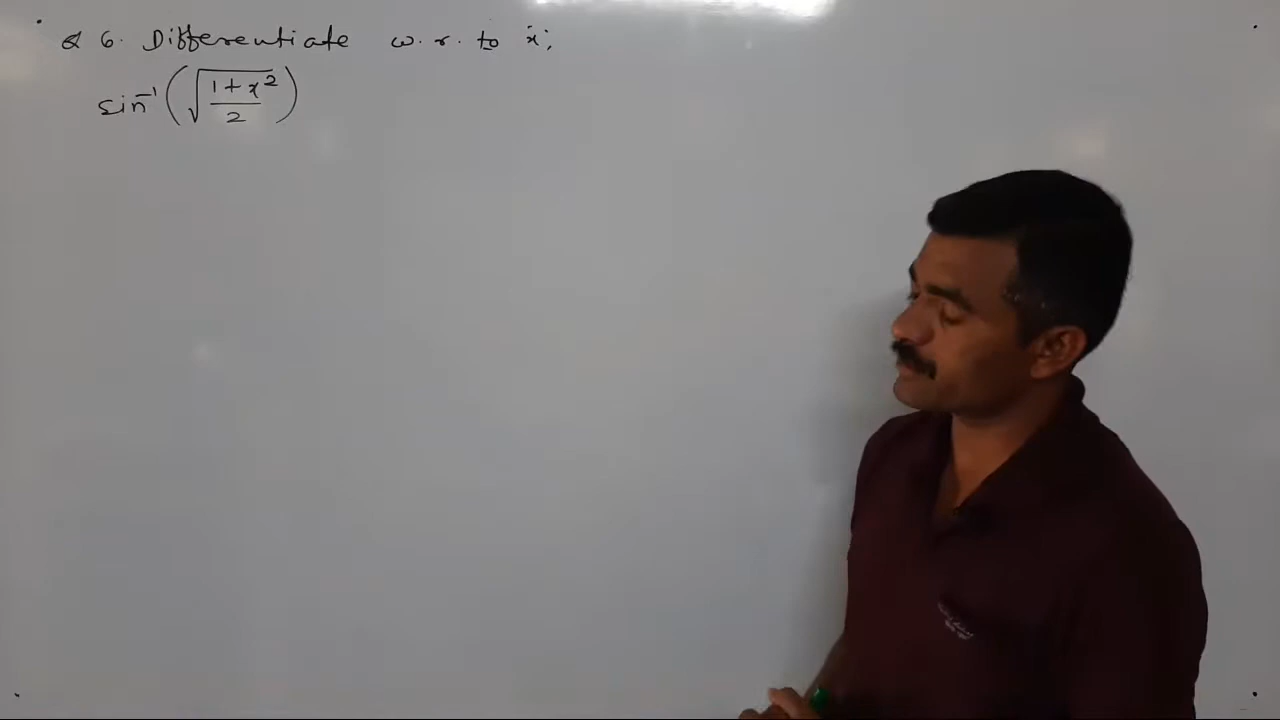 Q 6. Differentiate w. r. to x;
sin⁻¹(√((1+x²)/2))